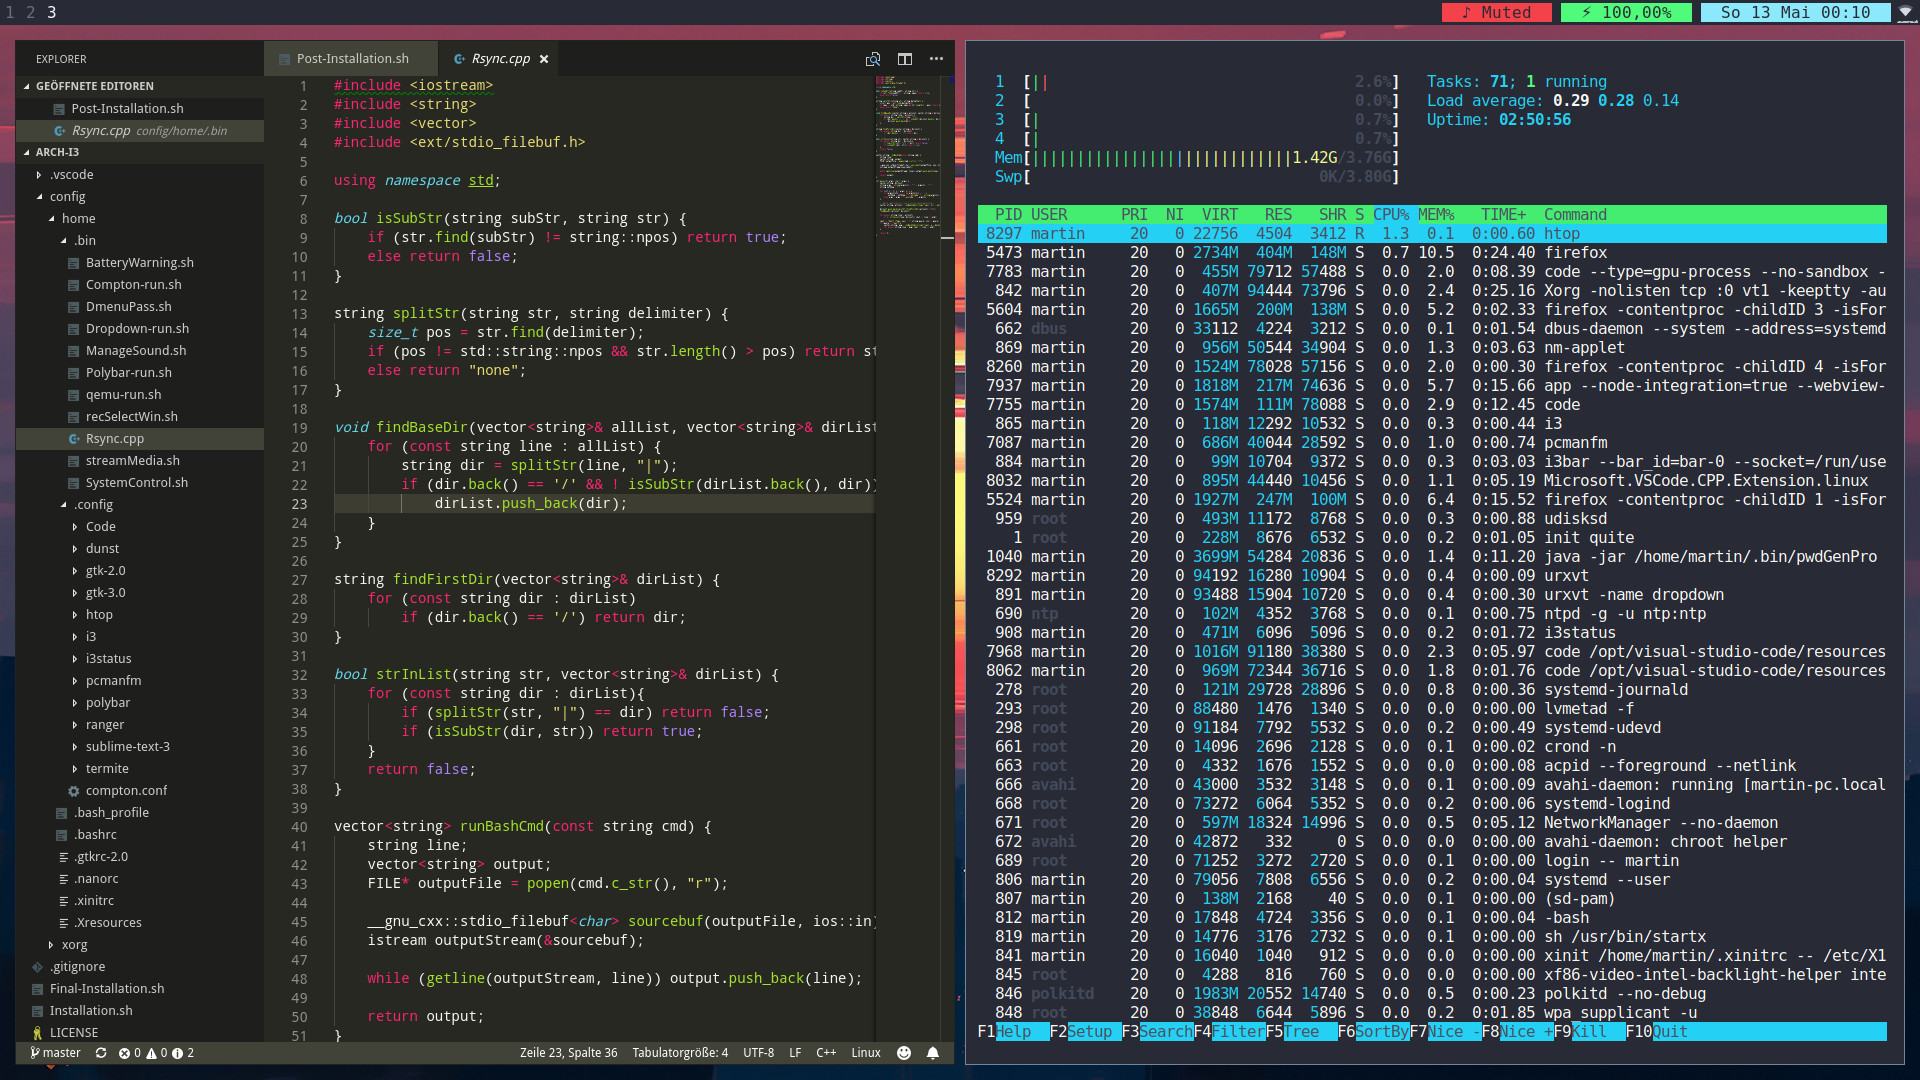 1 2 3
♪ Muted
⚡ 100,00%
So 13 Mai 00:10
EXPLORER
GEÖFFNETE EDITOREN
Post-Installation.sh
Rsync.cpp config/home/.bin
ARCH-I3
.vscode
config
home
.bin
BatteryWarning.sh
Compton-run.sh
DmenuPass.sh
Dropdown-run.sh
ManageSound.sh
Polybar-run.sh
qemu-run.sh
recSelectWin.sh
Rsync.cpp
streamMedia.sh
SystemControl.sh
.config
Code
dunst
gtk-2.0
gtk-3.0
htop
i3
i3status
pcmanfm
polybar
ranger
sublime-text-3
termite
compton.conf
.bash_profile
.bashrc
.gtkrc-2.0
.nanorc
.xinitrc
.Xresources
xorg
.gitignore
Final-Installation.sh
Installation.sh
LICENSE
Post-Installation.sh
Rsync.cpp ×
1 #include <iostream>
2 #include <string>
3 #include <vector>
4 #include <ext/stdio_filebuf.h>
5
6 using namespace std;
7
8 bool isSubStr(string subStr, string str) {
9 if (str.find(subStr) != string::npos) return true;
10 else return false;
11 }
12
13 string splitStr(string str, string delimiter) {
14 size_t pos = str.find(delimiter);
15 if (pos != std::string::npos && str.length() > pos) return st
16 else return "none";
17 }
18
19 void findBaseDir(vector<string>& allList, vector<string>& dirList
20 for (const string line : allList) {
21 string dir = splitStr(line, "|");
22 if (dir.back() == '/' && ! isSubStr(dirList.back(), dir))
23 dirList.push_back(dir);
24 }
25 }
26
27 string findFirstDir(vector<string>& dirList) {
28 for (const string dir : dirList)
29 if (dir.back() == '/') return dir;
30 }
31
32 bool strInList(string str, vector<string>& dirList) {
33 for (const string dir : dirList){
34 if (splitStr(str, "|") == dir) return false;
35 if (isSubStr(dir, str)) return true;
36 }
37 return false;
38 }
39
40 vector<string> runBashCmd(const string cmd) {
41 string line;
42 vector<string> output;
43 FILE* outputFile = popen(cmd.c_str(), "r");
44
45 __gnu_cxx::stdio_filebuf<char> sourcebuf(outputFile, ios::in)
46 istream outputStream(&sourcebuf);
47
48 while (getline(outputStream, line)) output.push_back(line);
49
50 return output;
51 }
master 0 0 2
Zeile 23, Spalte 36 Tabulatorgröße: 4 UTF-8 LF C++ Linux
1 [|| 2.6%] Tasks: 71; 1 running
2 [ 0.0%] Load average: 0.29 0.28 0.14
3 [| 0.7%] Uptime: 02:50:56
4 [| 0.7%]
Mem[|||||||||||||||||||||||||||||1.42G/3.76G]
Swp[ 0K/3.80G]
PID USER PRI NI VIRT RES SHR S CPU% MEM% TIME+ Command
8297 martin 20 0 22756 4504 3412 R 1.3 0.1 0:00.60 htop
5473 martin 20 0 2734M 404M 148M S 0.7 10.5 0:24.40 firefox
7783 martin 20 0 455M 79712 57488 S 0.0 2.0 0:08.39 code --type=gpu-process --no-sandbox -
842 martin 20 0 407M 94444 73796 S 0.0 2.4 0:25.16 Xorg -nolisten tcp :0 vt1 -keeptty -au
5604 martin 20 0 1665M 200M 138M S 0.0 5.2 0:02.33 firefox -contentproc -childID 3 -isFor
662 dbus 20 0 33112 4224 3212 S 0.0 0.1 0:01.54 dbus-daemon --system --address=systemd
869 martin 20 0 956M 50544 34904 S 0.0 1.3 0:03.63 nm-applet
8260 martin 20 0 1524M 78028 57156 S 0.0 2.0 0:00.30 firefox -contentproc -childID 4 -isFor
7937 martin 20 0 1818M 217M 74636 S 0.0 5.7 0:15.66 app --node-integration=true --webview-
7755 martin 20 0 1574M 111M 78088 S 0.0 2.9 0:12.45 code
865 martin 20 0 118M 12292 10532 S 0.0 0.3 0:00.44 i3
7087 martin 20 0 686M 40044 28592 S 0.0 1.0 0:00.74 pcmanfm
884 martin 20 0 99M 10704 9372 S 0.0 0.3 0:03.03 i3bar --bar_id=bar-0 --socket=/run/use
8032 martin 20 0 895M 44440 10456 S 0.0 1.1 0:05.19 Microsoft.VSCode.CPP.Extension.linux
5524 martin 20 0 1927M 247M 100M S 0.0 6.4 0:15.52 firefox -contentproc -childID 1 -isFor
959 root 20 0 493M 11172 8768 S 0.0 0.3 0:00.88 udisksd
1 root 20 0 228M 8676 6532 S 0.0 0.2 0:01.05 init quite
1040 martin 20 0 3699M 54284 20836 S 0.0 1.4 0:11.20 java -jar /home/martin/.bin/pwdGenPro
8292 martin 20 0 94192 16280 10904 S 0.0 0.4 0:00.09 urxvt
891 martin 20 0 93488 15904 10720 S 0.0 0.4 0:00.30 urxvt -name dropdown
690 ntp 20 0 102M 4352 3768 S 0.0 0.1 0:00.75 ntpd -g -u ntp:ntp
908 martin 20 0 471M 6096 5096 S 0.0 0.2 0:01.72 i3status
7968 martin 20 0 1016M 91180 38380 S 0.0 2.3 0:05.97 code /opt/visual-studio-code/resources
8062 martin 20 0 969M 72344 36716 S 0.0 1.8 0:01.76 code /opt/visual-studio-code/resources
278 root 20 0 121M 29728 28896 S 0.0 0.8 0:00.36 systemd-journald
293 root 20 0 88480 1476 1340 S 0.0 0.0 0:00.00 lvmetad -f
298 root 20 0 91184 7792 5532 S 0.0 0.2 0:00.49 systemd-udevd
661 root 20 0 14096 2696 2128 S 0.0 0.1 0:00.02 crond -n
663 root 20 0 4332 1676 1552 S 0.0 0.0 0:00.08 acpid --foreground --netlink
666 avahi 20 0 43000 3532 3148 S 0.0 0.1 0:00.09 avahi-daemon: running [martin-pc.local
668 root 20 0 73272 6064 5352 S 0.0 0.2 0:00.06 systemd-logind
671 root 20 0 597M 18324 14996 S 0.0 0.5 0:05.12 NetworkManager --no-daemon
672 avahi 20 0 42872 332 0 S 0.0 0.0 0:00.00 avahi-daemon: chroot helper
689 root 20 0 71252 3272 2720 S 0.0 0.1 0:00.00 login -- martin
806 martin 20 0 79056 7808 6556 S 0.0 0.2 0:00.04 systemd --user
807 martin 20 0 138M 2168 40 S 0.0 0.1 0:00.00 (sd-pam)
812 martin 20 0 17848 4724 3356 S 0.0 0.1 0:00.04 -bash
819 martin 20 0 14776 3176 2732 S 0.0 0.1 0:00.00 sh /usr/bin/startx
841 martin 20 0 16040 1040 912 S 0.0 0.0 0:00.00 xinit /home/martin/.xinitrc -- /etc/X1
845 root 20 0 4288 816 760 S 0.0 0.0 0:00.00 xf86-video-intel-backlight-helper inte
846 polkitd 20 0 1983M 20552 14740 S 0.0 0.5 0:00.23 polkitd --no-debug
848 root 20 0 38848 6644 5896 S 0.0 0.2 0:01.85 wpa_supplicant -u
F1Help F2Setup F3SearchF4FilterF5Tree F6SortByF7Nice -F8Nice +F9Kill F10Quit